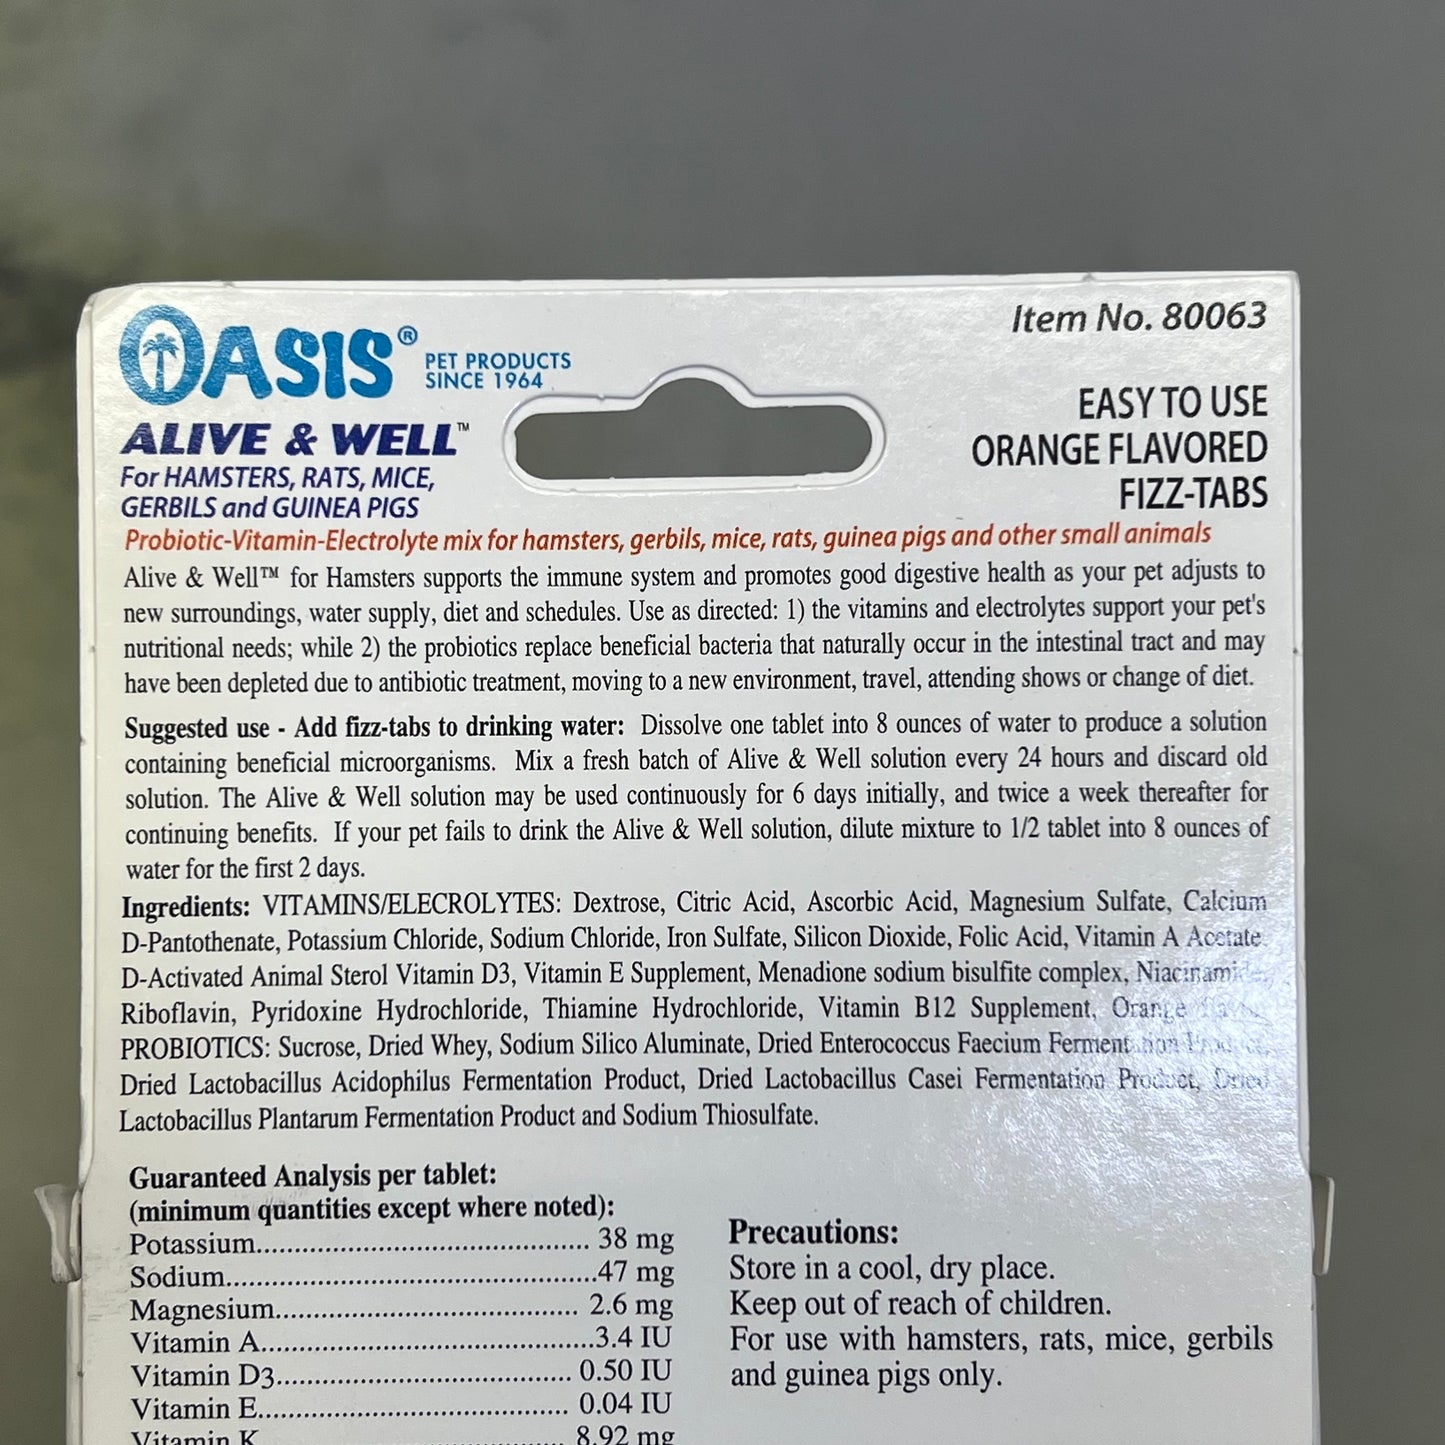 OASIS®
PET PRODUCTS
SINCE 1964
Item No. 80063
ALIVE & WELL™
For HAMSTERS, RATS, MICE,
GERBILS and GUINEA PIGS
EASY TO USE
ORANGE FLAVORED
FIZZ-TABS
Probiotic-Vitamin-Electrolyte mix for hamsters, gerbils, mice, rats, guinea pigs and other small animals
Alive & Well™ for Hamsters supports the immune system and promotes good digestive health as your pet adjusts to
new surroundings, water supply, diet and schedules. Use as directed: 1) the vitamins and electrolytes support your pet's
nutritional needs; while 2) the probiotics replace beneficial bacteria that naturally occur in the intestinal tract and may
have been depleted due to antibiotic treatment, moving to a new environment, travel, attending shows or change of diet.
Suggested use - Add fizz-tabs to drinking water: Dissolve one tablet into 8 ounces of water to produce a solution
containing beneficial microorganisms. Mix a fresh batch of Alive & Well solution every 24 hours and discard old
solution. The Alive & Well solution may be used continuously for 6 days initially, and twice a week thereafter for
continuing benefits. If your pet fails to drink the Alive & Well solution, dilute mixture to 1/2 tablet into 8 ounces of
water for the first 2 days.
Ingredients: VITAMINS/ELECROLYTES: Dextrose, Citric Acid, Ascorbic Acid, Magnesium Sulfate, Calcium
D-Pantothenate, Potassium Chloride, Sodium Chloride, Iron Sulfate, Silicon Dioxide, Folic Acid, Vitamin A Acetate
D-Activated Animal Sterol Vitamin D3, Vitamin E Supplement, Menadione sodium bisulfite complex, Niacinamide,
Riboflavin, Pyridoxine Hydrochloride, Thiamine Hydrochloride, Vitamin B12 Supplement, Orange
PROBIOTICS: Sucrose, Dried Whey, Sodium Silico Aluminate, Dried Enterococcus Faecium Fermentation Product,
Dried Lactobacillus Acidophilus Fermentation Product, Dried Lactobacillus Casei Fermentation Product, Dried
Lactobacillus Plantarum Fermentation Product and Sodium Thiosulfate.
Guaranteed Analysis per tablet:
(minimum quantities except where noted):
Potassium............................................ 38 mg
Sodium................................................47 mg
Magnesium........................................ 2.6 mg
Vitamin A............................................3.4 IU
Vitamin D3...................................... 0.50 IU
Vitamin E........................................ 0.04 IU
Vitamin K 8.92 mg
Precautions:
Store in a cool, dry place.
Keep out of reach of children.
For use with hamsters, rats, mice, gerbils
and guinea pigs only.